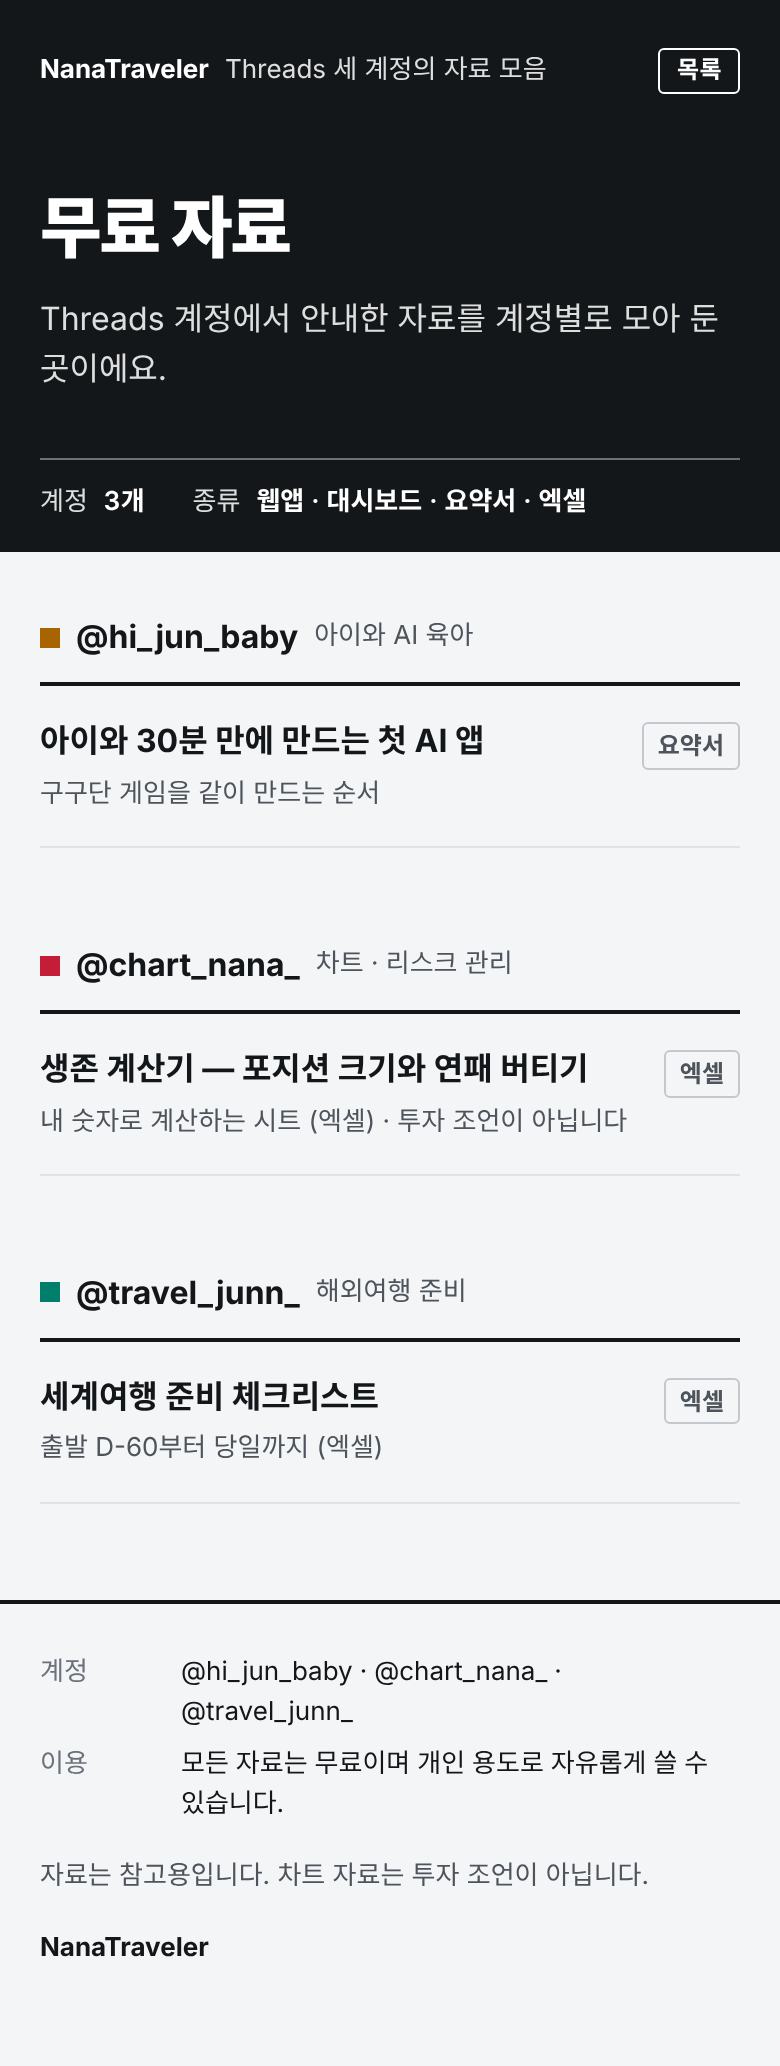 NanaTraveler Threads 세 계정의 자료 모음 목록
무료 자료
Threads 계정에서 안내한 자료를 계정별로 모아 둔
곳이에요.
계정 3개 종류 웹앱 · 대시보드 · 요약서 · 엑셀
@hi_jun_baby 아이와 AI 육아
아이와 30분 만에 만드는 첫 AI 앱 요약서
구구단 게임을 같이 만드는 순서
@chart_nana_ 차트 · 리스크 관리
생존 계산기 — 포지션 크기와 연패 버티기 엑셀
내 숫자로 계산하는 시트 (엑셀) · 투자 조언이 아닙니다
@travel_junn_ 해외여행 준비
세계여행 준비 체크리스트 엑셀
출발 D-60부터 당일까지 (엑셀)
계정 @hi_jun_baby · @chart_nana_ ·
@travel_junn_
이용 모든 자료는 무료이며 개인 용도로 자유롭게 쓸 수
있습니다.
자료는 참고용입니다. 차트 자료는 투자 조언이 아닙니다.
NanaTraveler